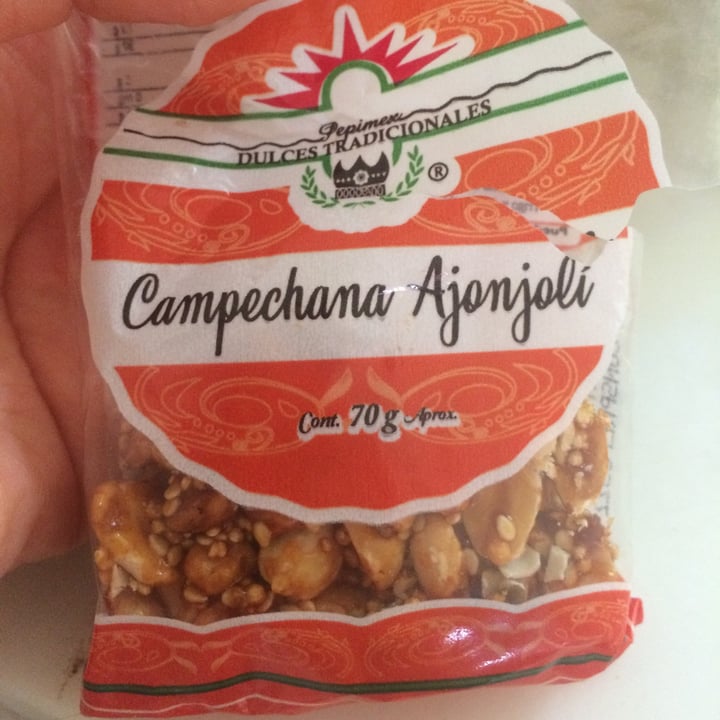 Pepimex
DULCES TRADICIONALES
®
Campechana Ajonjolí
Cont. 70 g Aprox.